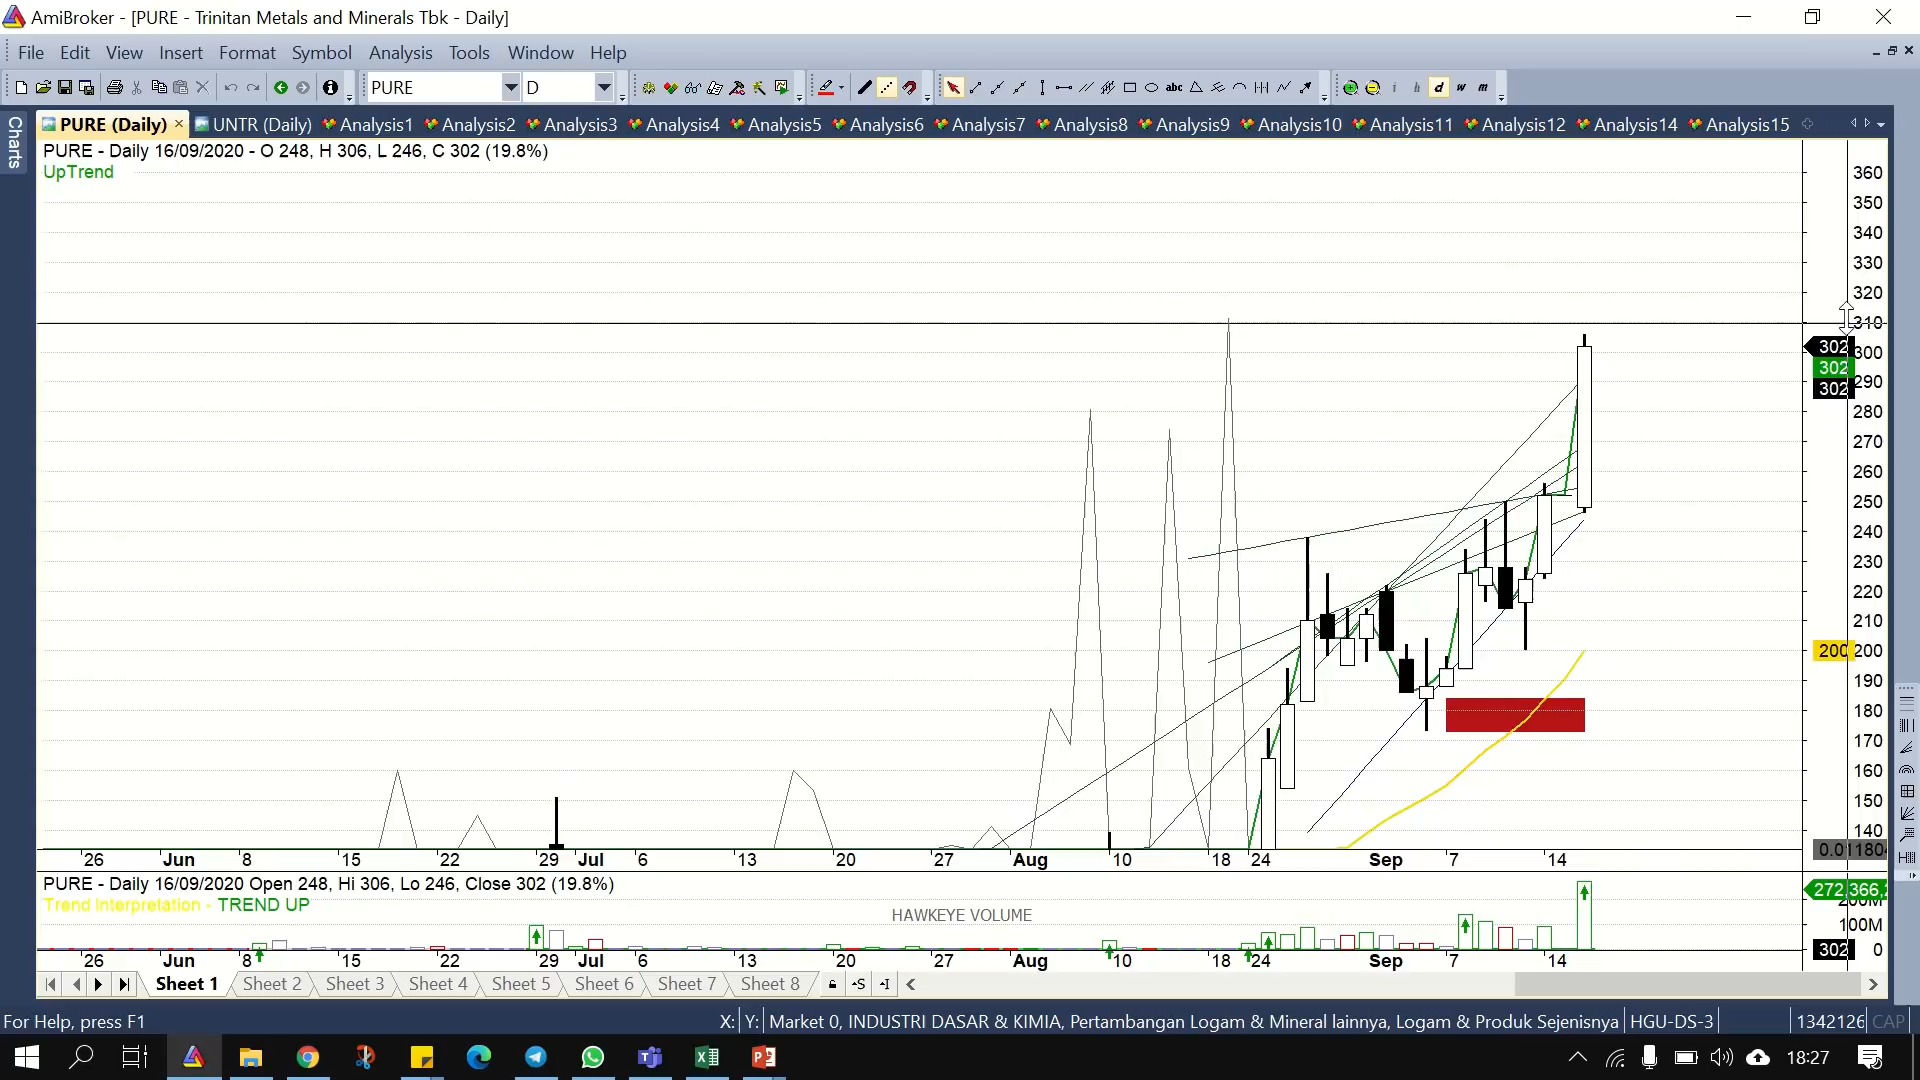 AmiBroker - [PURE - Trinitan Metals and Minerals Tbk - Daily]
File Edit View Insert Format Symbol Analysis Tools Window Help
PURE D abc i h d w m
Charts
PURE (Daily) × UNTR (Daily) Analysis1 Analysis2 Analysis3 Analysis4 Analysis5 Analysis6 Analysis7 Analysis8 Analysis9 Analysis10 Analysis11 Analysis12 Analysis14 Analysis15
PURE - Daily 16/09/2020 - O 248, H 306, L 246, C 302 (19.8%)
UpTrend
360
350
340
330
320
310
302 300
302
302 290
280
270
260
250
240
230
220
210
200 200
190
180
170
160
150
140
26 Jun 8 15 22 29 Jul 6 13 20 27 Aug 10 18 24 Sep 7 14
PURE - Daily 16/09/2020 Open 248, Hi 306, Lo 246, Close 302 (19.8%)
Trend Interpretation - TREND UP
HAWKEYE VOLUME
200M
100M
302 0
26 Jun 8 15 22 29 Jul 6 13 20 27 Aug 10 18 24 Sep 7 14
Sheet 1 Sheet 2 Sheet 3 Sheet 4 Sheet 5 Sheet 6 Sheet 7 Sheet 8
For Help, press F1 X: Y: Market 0, INDUSTRI DASAR & KIMIA, Pertambangan Logam & Mineral lainnya, Logam & Produk Sejenisnya HGU-DS-3 1342126 CAP
18:27